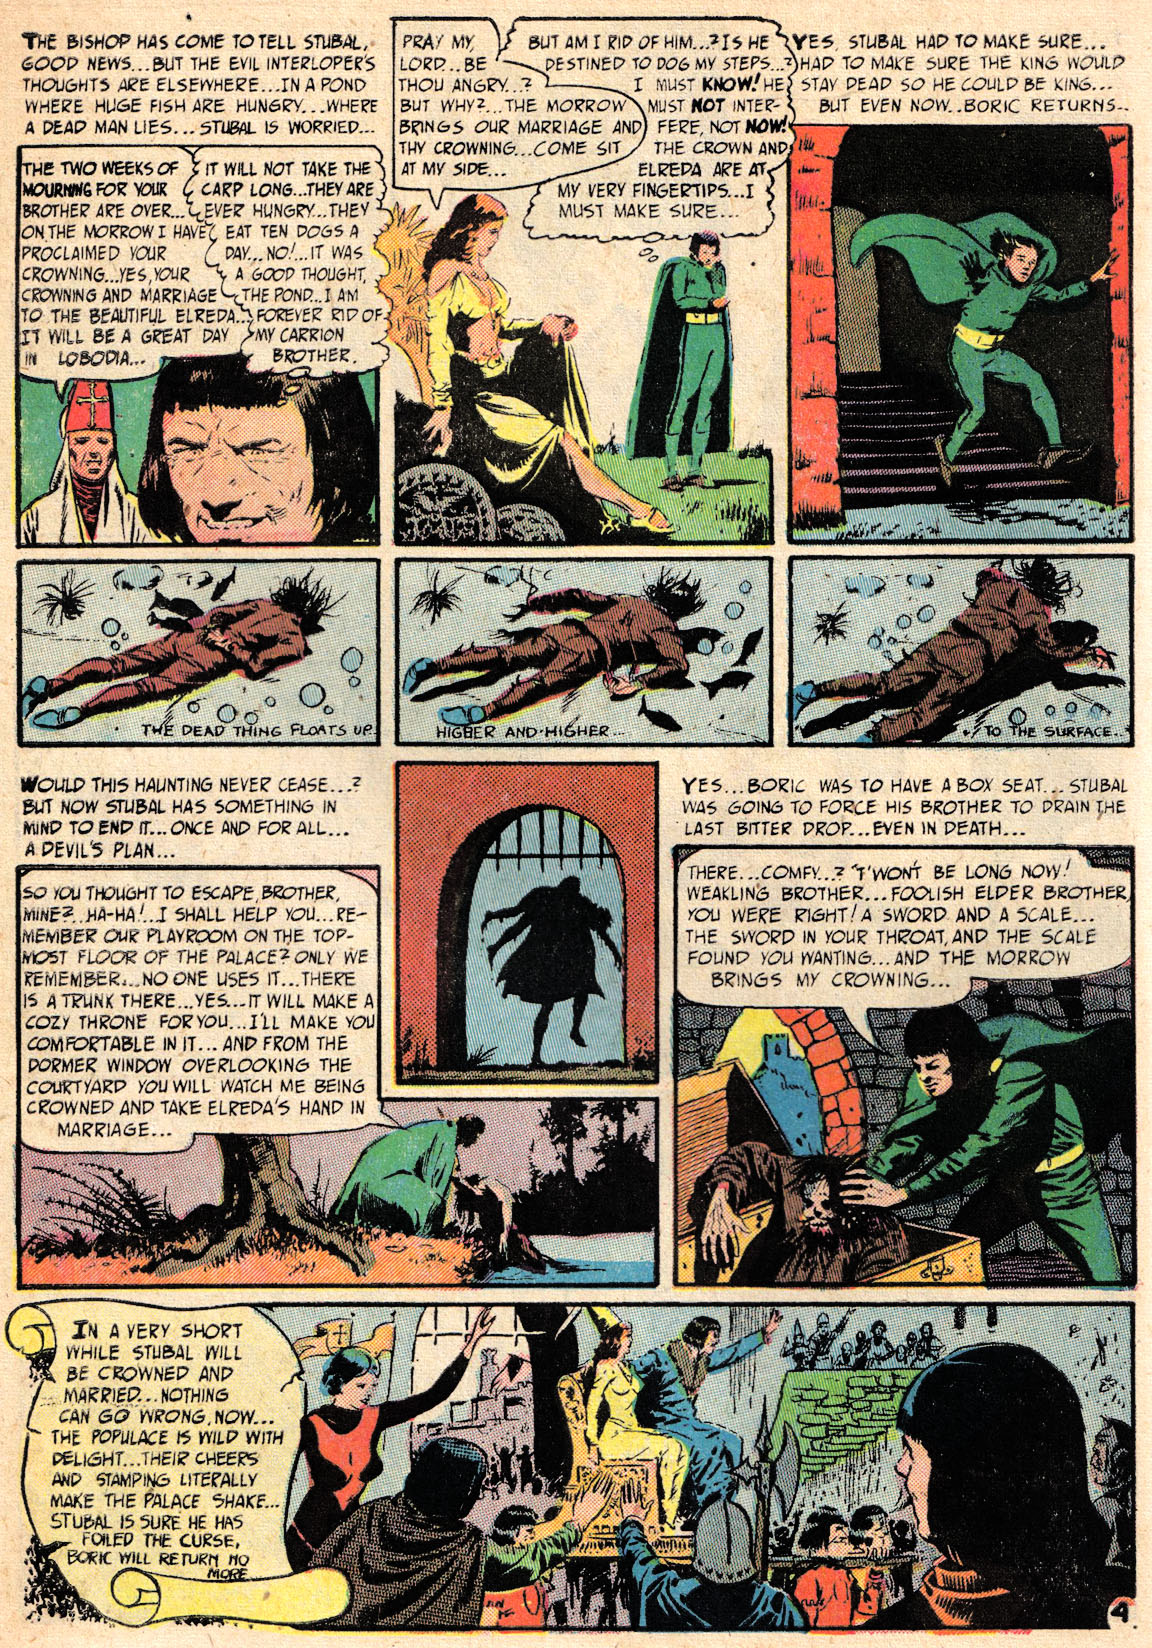 THE BISHOP HAS COME TO TELL STUBAL,
GOOD NEWS...BUT THE EVIL INTERLOPER'S
THOUGHTS ARE ELSEWHERE...IN A POND
WHERE HUGE FISH ARE HUNGRY...WHERE
A DEAD MAN LIES...STUBAL IS WORRIED...
THE TWO WEEKS OF
MOURNING FOR YOUR
BROTHER ARE OVER...
ON THE MORROW I HAVE
PROCLAIMED YOUR
CROWNING...YES, YOUR
CROWNING AND MARRIAGE
TO THE BEAUTIFUL ELREDA...
IT WILL BE A GREAT DAY
IN LOBODIA...
IT WILL NOT TAKE THE
CARP LONG...THEY ARE
EVER HUNGRY...THEY
EAT TEN DOGS A
DAY...NO!...IT WAS
A GOOD THOUGHT,
THE POND...I AM
FOREVER RID OF
MY CARRION
BROTHER.
PRAY MY,
LORD...BE
THOU ANGRY...?
BUT WHY?...THE MORROW
BRINGS OUR MARRIAGE AND
THY CROWNING...COME SIT
AT MY SIDE...
BUT AM I RID OF HIM...? IS HE
DESTINED TO DOG MY STEPS...?
I MUST KNOW! HE
MUST NOT INTER-
FERE, NOT NOW!
THE CROWN AND
ELREDA ARE AT
MY VERY FINGERTIPS...I
MUST MAKE SURE...
YES, STUBAL HAD TO MAKE SURE...
HAD TO MAKE SURE THE KING WOULD
STAY DEAD SO HE COULD BE KING...
BUT EVEN NOW..BORIC RETURNS..
THE DEAD THING FLOATS UP.
HIGHER AND HIGHER...
TO THE SURFACE..
WOULD THIS HAUNTING NEVER CEASE...?
BUT NOW STUBAL HAS SOMETHING IN
MIND TO END IT...ONCE AND FOR ALL...
A DEVIL'S PLAN...
SO YOU THOUGHT TO ESCAPE, BROTHER,
MINE?..HA-HA!..I SHALL HELP YOU...RE-
MEMBER OUR PLAYROOM ON THE TOP-
MOST FLOOR OF THE PALACE? ONLY WE
REMEMBER...NO ONE USES IT...THERE
IS A TRUNK THERE...YES...IT WILL MAKE A
COZY THRONE FOR YOU...I'LL MAKE YOU
COMFORTABLE IN IT...AND FROM THE
DORMER WINDOW OVERLOOKING THE
COURTYARD YOU WILL WATCH ME BEING
CROWNED AND TAKE ELREDA'S HAND IN
MARRIAGE...
YES...BORIC WAS TO HAVE A BOX SEAT...STUBAL
WAS GOING TO FORCE HIS BROTHER TO DRAIN THE
LAST BITTER DROP...EVEN IN DEATH...
THERE...COMFY...? 'T'WON'T BE LONG NOW!
WEAKLING BROTHER...FOOLISH ELDER BROTHER,
YOU WERE RIGHT! A SWORD AND A SCALE...
THE SWORD IN YOUR THROAT, AND THE SCALE
FOUND YOU WANTING...AND THE MORROW
BRINGS MY CROWNING...
IN A VERY SHORT
WHILE STUBAL WILL
BE CROWNED AND
MARRIED...NOTHING
CAN GO WRONG, NOW...
THE POPULACE IS WILD WITH
DELIGHT...THEIR CHEERS
AND STAMPING LITERALLY
MAKE THE PALACE SHAKE...
STUBAL IS SURE HE HAS
FOILED THE CURSE,
BORIC WILL RETURN NO
MORE
4